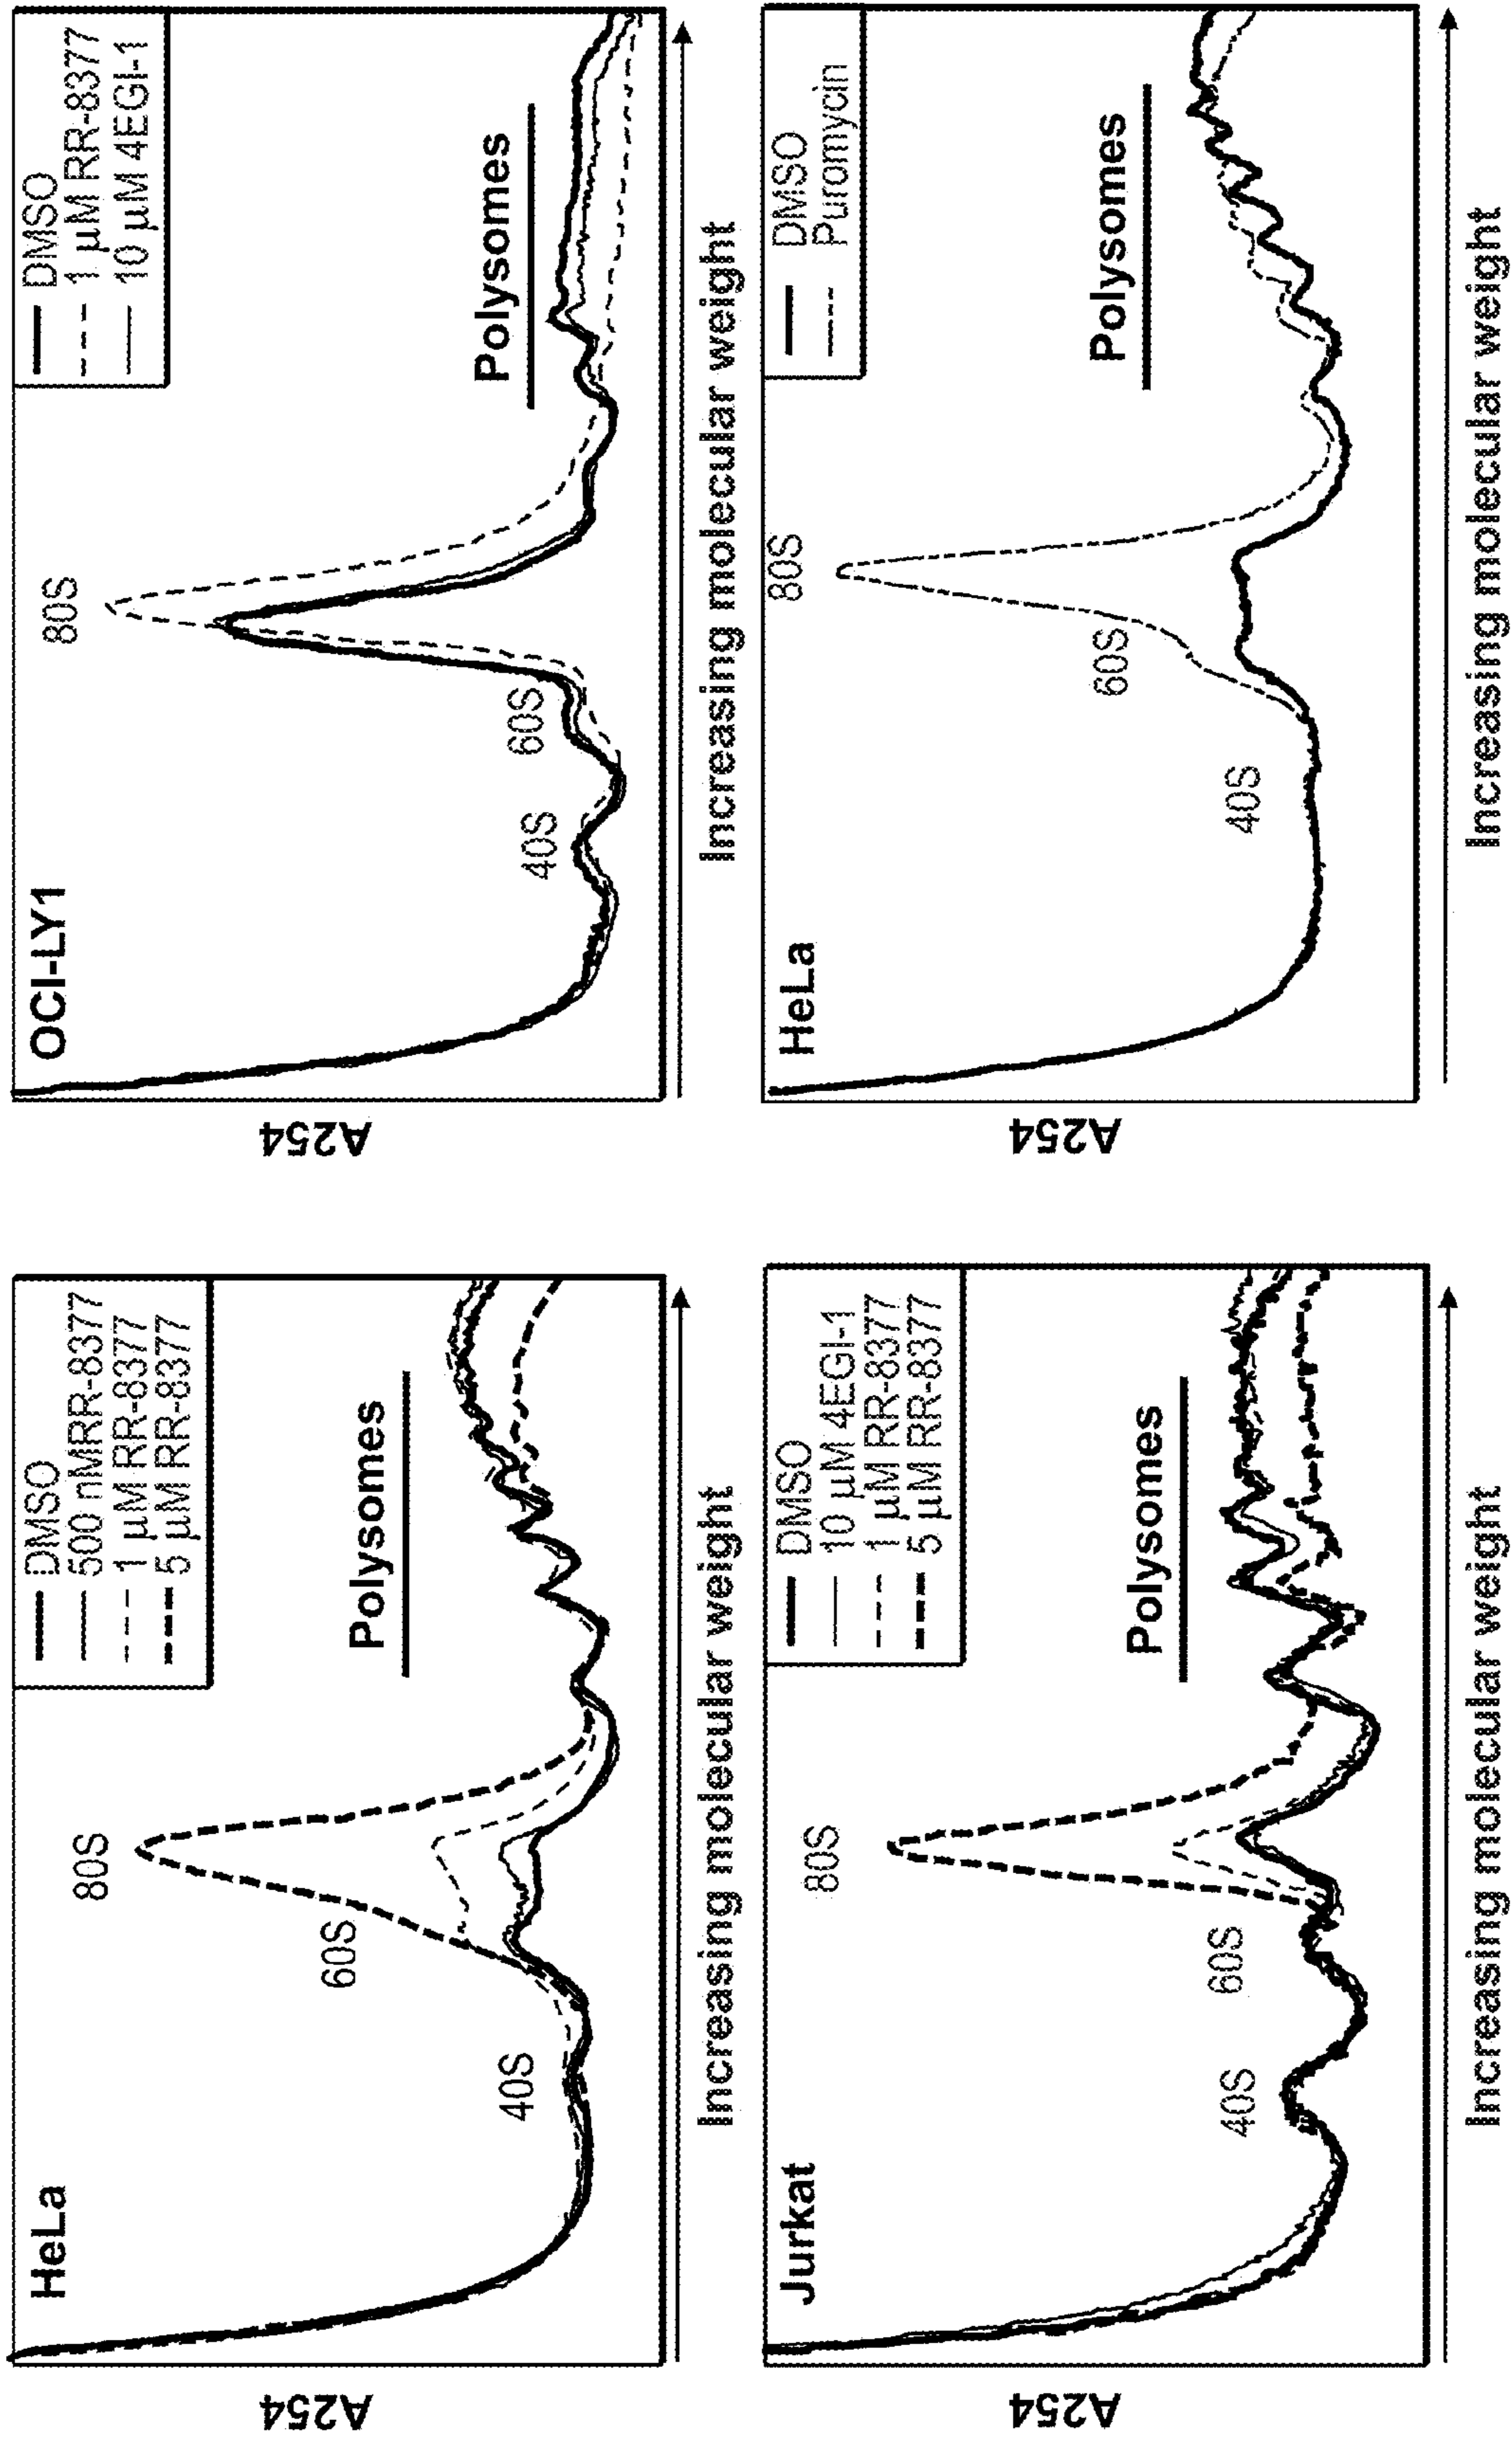 HeLa
DMSO
500 nMRR-8377
1 µM RR-8377
5 µM RR-8377
80S
60S
40S
Polysomes
A254
Increasing molecular weight
OCI-LY1
DMSO
1 µM RR-8377
10 µM 4EGI-1
80S
60S
40S
Polysomes
A254
Increasing molecular weight
Jurkat
DMSO
10 µM 4EGI-1
1 µM RR-8377
5 µM RR-8377
80S
60S
40S
Polysomes
A254
Increasing molecular weight
HeLa
DMSO
Puromycin
80S
60S
40S
Polysomes
A254
Increasing molecular weight